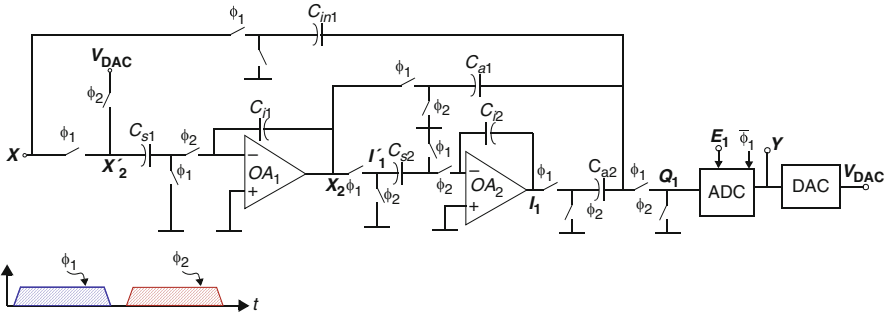 ϕ1 Cin1
VDAC
ϕ1 Ca1
ϕ2
ϕ2
Ci1 Ci2
ϕ1 Cs1 ϕ2
ϕ1
X X´2
ϕ1
− OA1 +
X2 ϕ1 I´1 Cs2
ϕ2
ϕ2
− OA2 +
ϕ1
I1
Ca2
ϕ2
ϕ1
Q1
ϕ2
E1 ϕ̅1 Y
ADC DAC VDAC
ϕ1 ϕ2
t